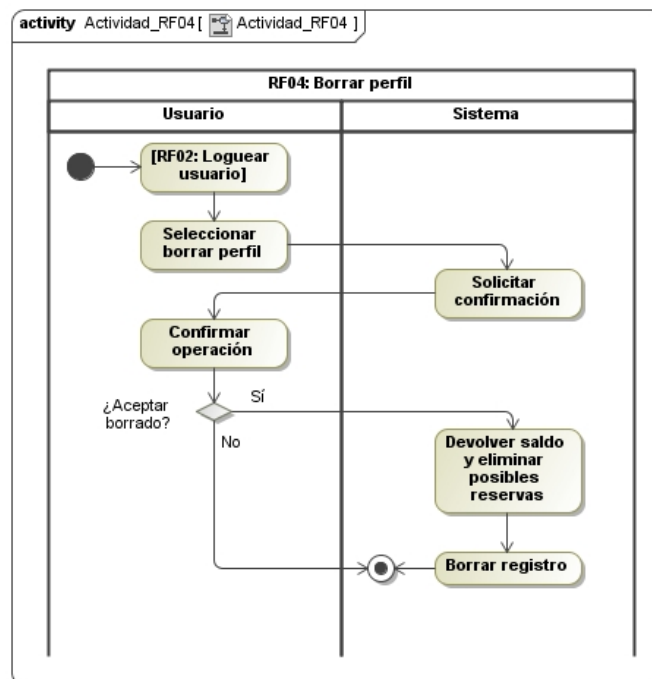 activity Actividad_RF04 [ Actividad_RF04 ]
RF04: Borrar perfil
Usuario
Sistema
[RF02: Loguear
usuario]
Seleccionar
borrar perfil
Solicitar
confirmación
Confirmar
operación
¿Aceptar
borrado?
Sí
No
Devolver saldo
y eliminar
posibles
reservas
Borrar registro